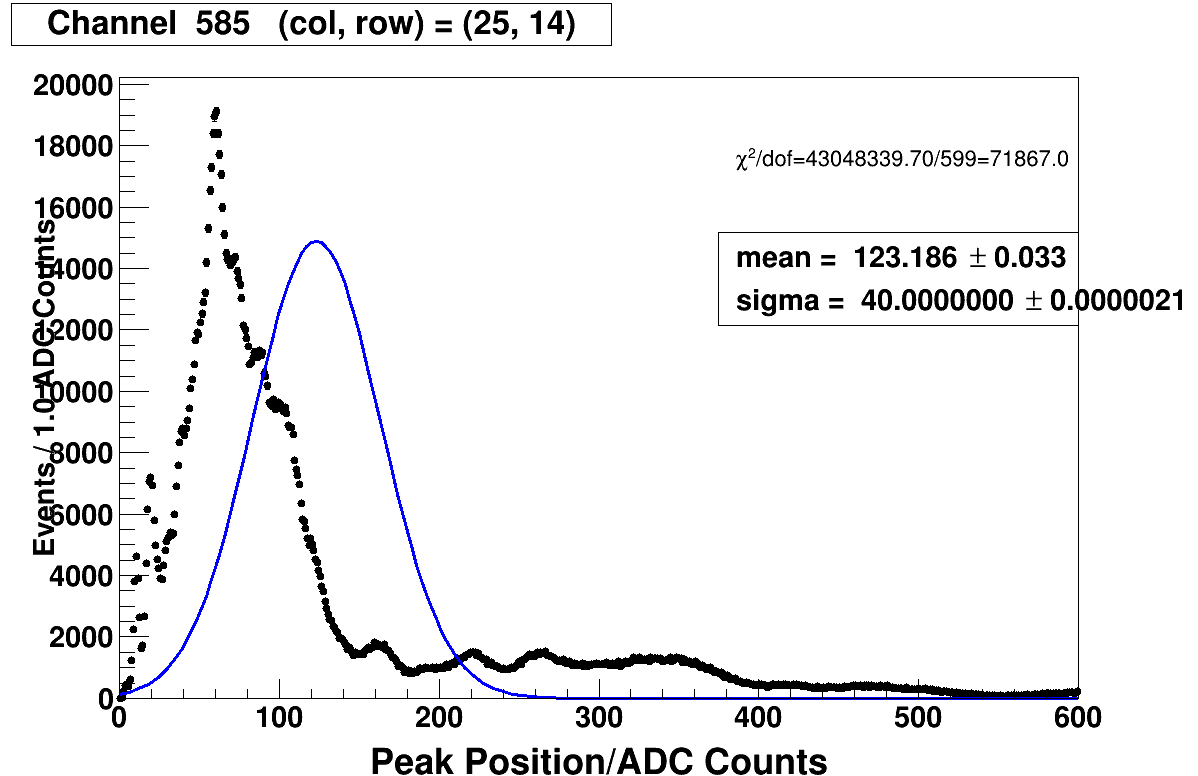 Channel 585 (col, row) = (25, 14)
20000
18000
16000
14000
12000
10000
8000
6000
4000
2000
0
Events / 1.0 ADC Counts
χ²/dof=43048339.70/599=71867.0
mean = 123.186 ± 0.033
sigma = 40.0000000 ± 0.0000021
0 100 200 300 400 500 600
Peak Position/ADC Counts